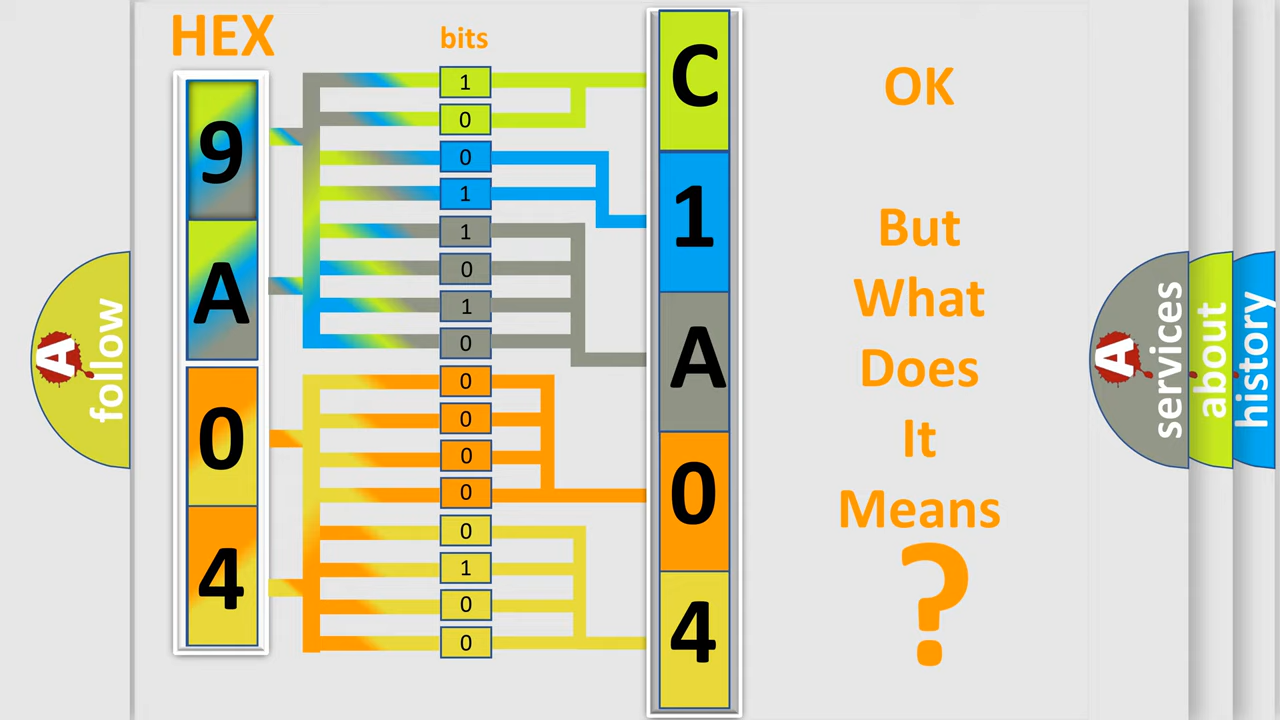 HEX
bits
9
A
0
4
1
0
0
1
1
0
1
0
0
0
0
0
0
1
0
0
C
1
A
0
4
OK
But
What
Does
It
Means
?
A
follow
A
services
about
history